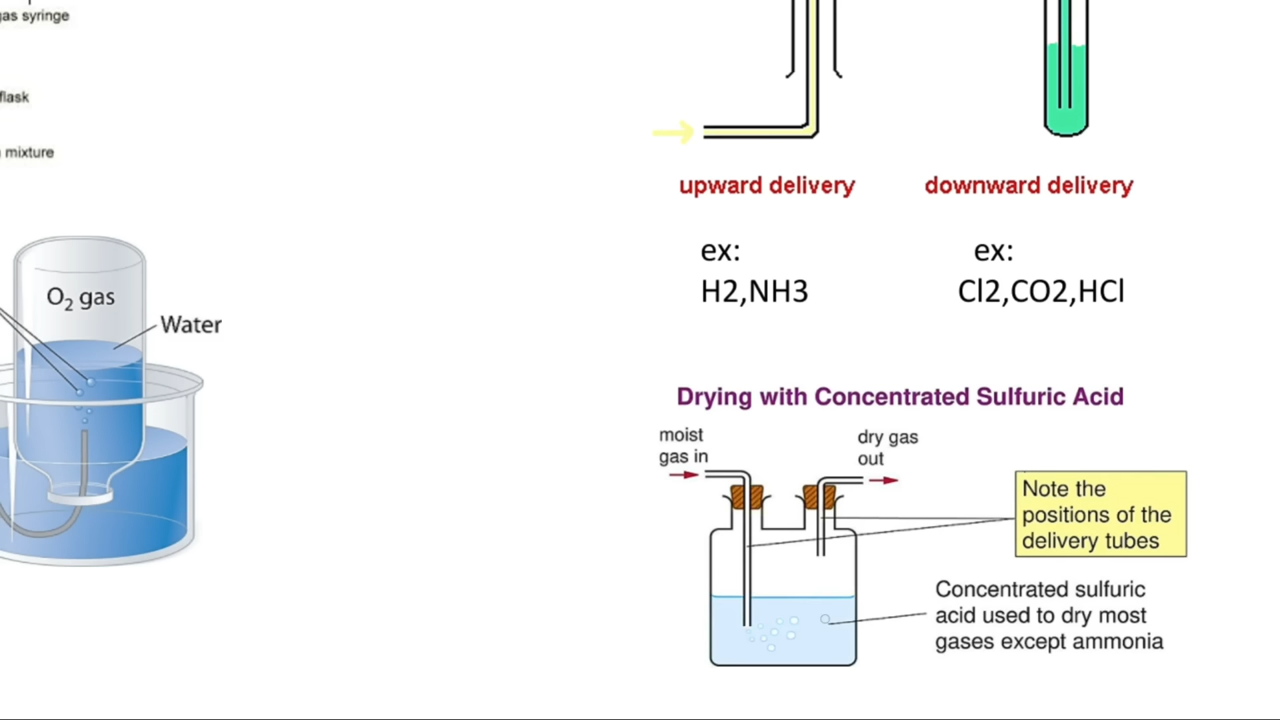 gas syringe
flask
mixture
O2 gas
Water
upward delivery
downward delivery
ex:
H2,NH3
ex:
Cl2,CO2,HCl
Drying with Concentrated Sulfuric Acid
moist
gas in
dry gas
out
Note the
positions of the
delivery tubes
Concentrated sulfuric
acid used to dry most
gases except ammonia